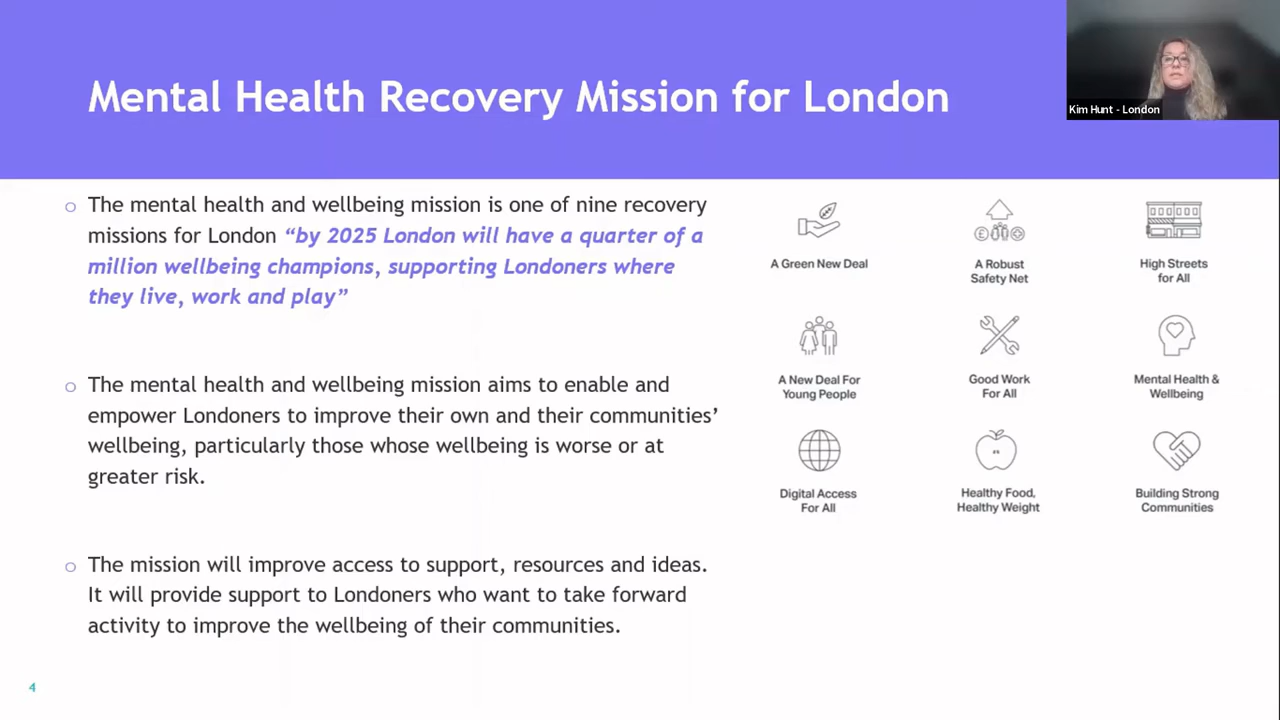 Mental Health Recovery Mission for London
Kim Hunt - London
The mental health and wellbeing mission is one of nine recovery
missions for London “by 2025 London will have a quarter of a
million wellbeing champions, supporting Londoners where
they live, work and play”
The mental health and wellbeing mission aims to enable and
empower Londoners to improve their own and their communities’
wellbeing, particularly those whose wellbeing is worse or at
greater risk.
The mission will improve access to support, resources and ideas.
It will provide support to Londoners who want to take forward
activity to improve the wellbeing of their communities.
A Green New Deal
A Robust
Safety Net
High Streets
for All
A New Deal For
Young People
Good Work
For All
Mental Health &
Wellbeing
Digital Access
For All
Healthy Food,
Healthy Weight
Building Strong
Communities
4